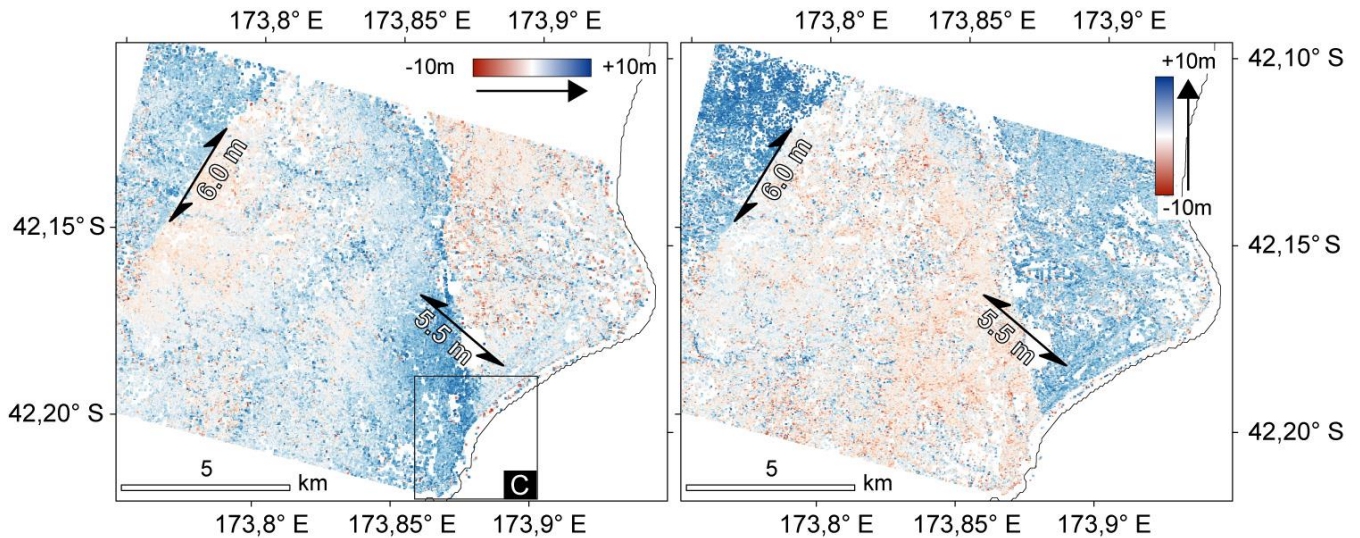 173,8° E 173,85° E 173,9° E 173,8° E 173,85° E 173,9° E
-10m +10m
+10m
42,10° S
-10m
6.0 m 6.0 m
42,15° S 42,15° S
5.5 m 5.5 m
42,20° S 42,20° S
5 5
km km
C
173,8° E 173,85° E 173,9° E 173,8° E 173,85° E 173,9° E